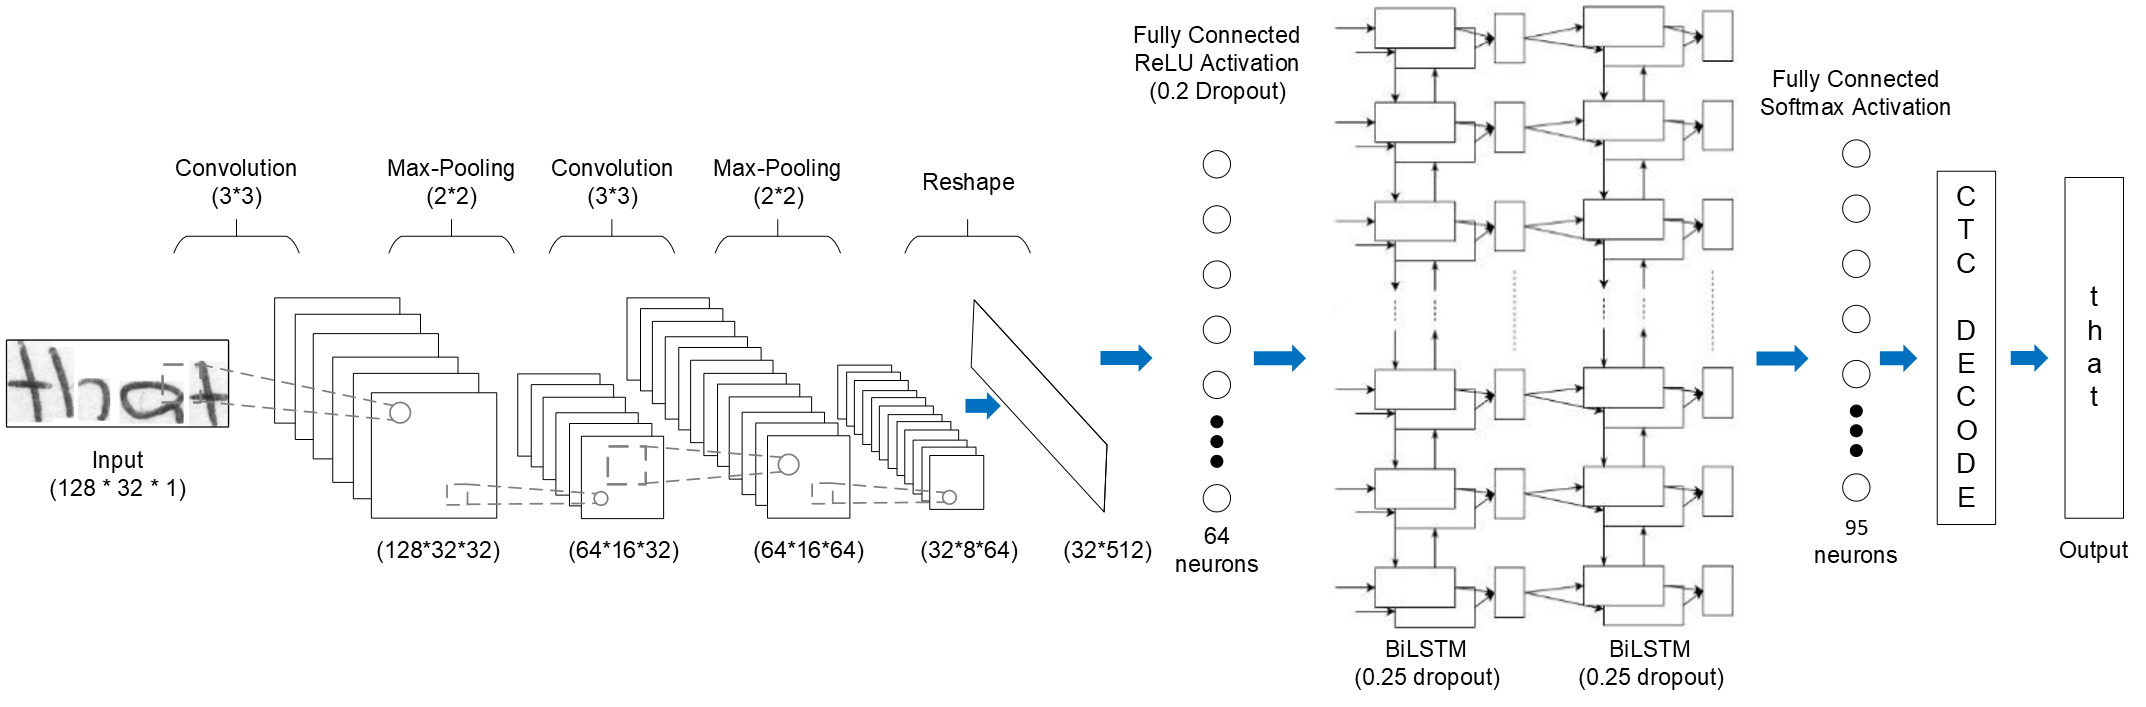 Fully Connected
ReLU Activation
(0.2 Dropout)
Fully Connected
Softmax Activation
Convolution
(3*3)
Max-Pooling
(2*2)
Convolution
(3*3)
Max-Pooling
(2*2)
Reshape
that
Input
(128 * 32 * 1)
(128*32*32)
(64*16*32)
(64*16*64)
(32*8*64)
(32*512)
64
neurons
BiLSTM
(0.25 dropout)
BiLSTM
(0.25 dropout)
95
neurons
CTC DECODE
that
Output